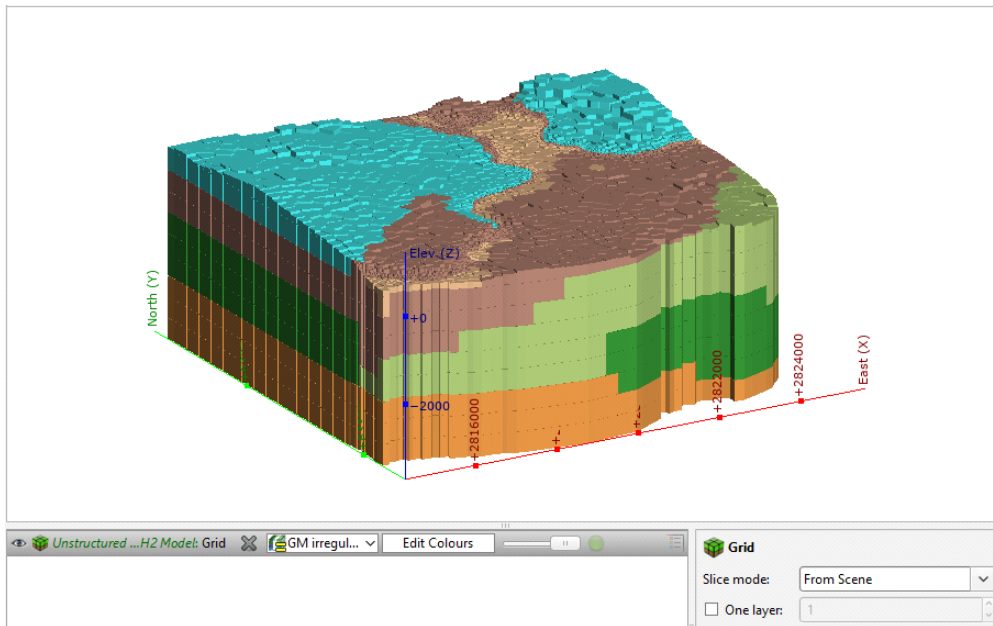 Elev (Z)
North (Y)
+0
-2000
+2816000
+2822000
+2824000
East (X)
Unstructured ...H2 Model: Grid
GM irregul...
Edit Colours
Grid
Slice mode:
From Scene
One layer:
1